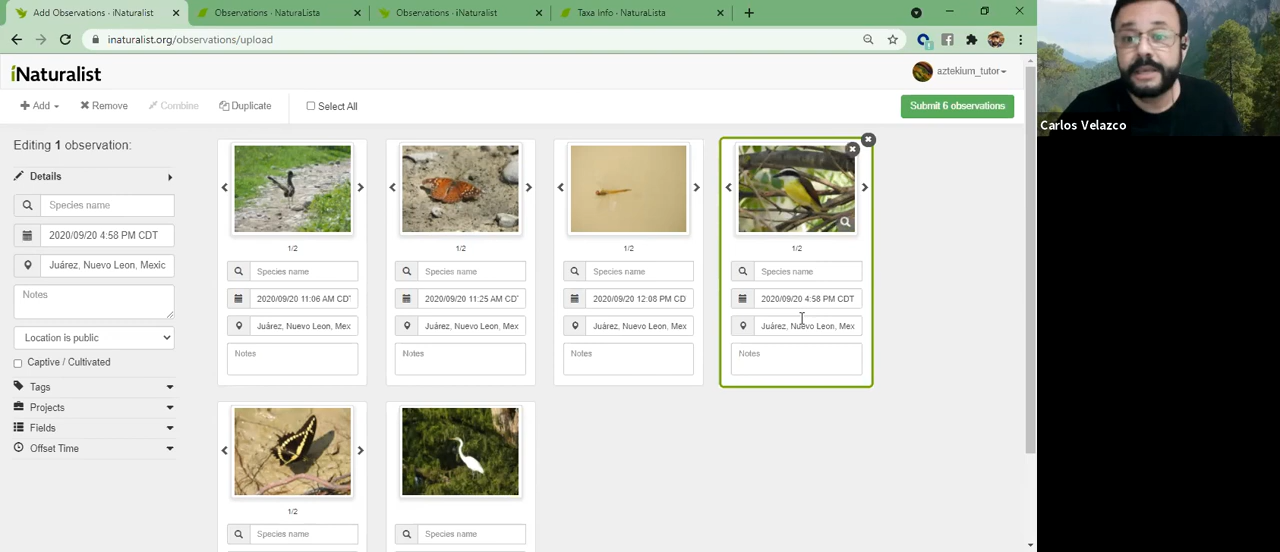 Add Observations · iNaturalist
Observations · NaturaLista
Observations · iNaturalist
Taxa Info · NaturaLista
inaturalist.org/observations/upload
iNaturalist
aztekium_tutor
Add
Remove
Combine
Duplicate
Select All
Submit 6 observations
Carlos Velazco
Editing 1 observation:
Details
Species name
2020/09/20 4:58 PM CDT
Juárez, Nuevo Leon, Mexic
Notes
Location is public
Captive / Cultivated
Tags
Projects
Fields
Offset Time
1/2
Species name
2020/09/20 11:06 AM CD
Juárez, Nuevo Leon, Mex
Notes
1/2
Species name
2020/09/20 11:25 AM CD
Juárez, Nuevo Leon, Mex
Notes
1/2
Species name
2020/09/20 12:08 PM CD
Juárez, Nuevo Leon, Mex
Notes
1/2
Species name
2020/09/20 4:58 PM CDT
Juárez, Nuevo Leon, Mex
Notes
1/2
Species name
Species name